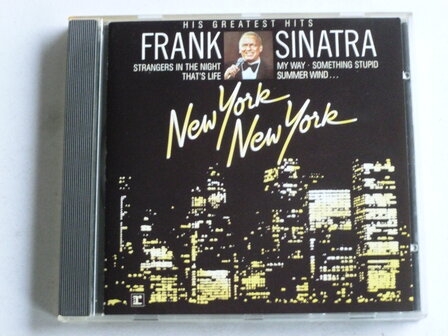 HIS GREATEST HITS
FRANK SINATRA
STRANGERS IN THE NIGHT
THAT'S LIFE
MY WAY · SOMETHING STUPID
SUMMER WIND...
New York
New York